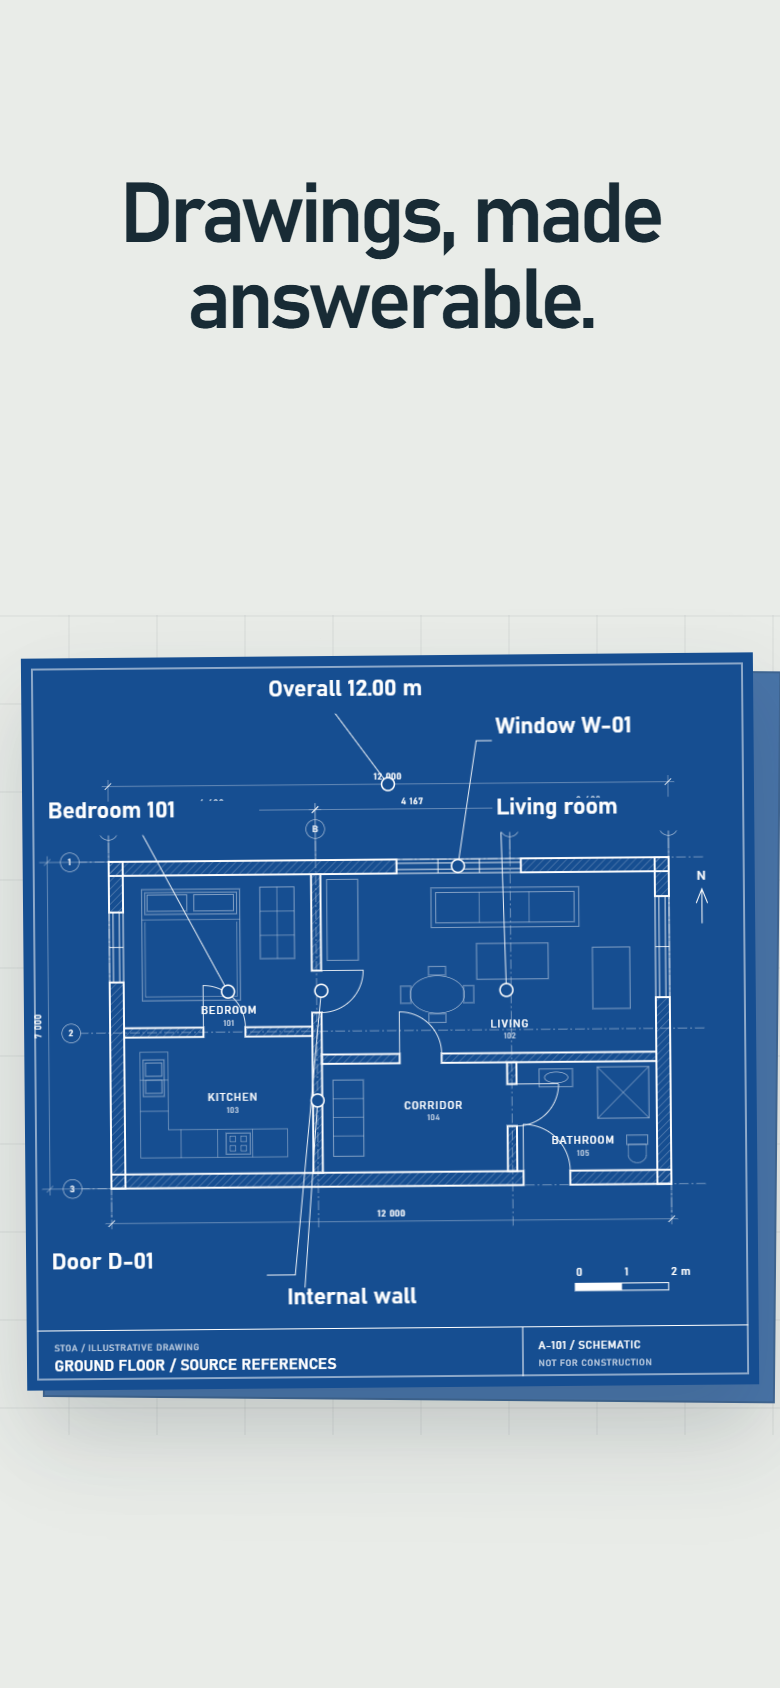 Drawings, made
answerable.
Overall 12.00 m
Window W-01
12 000
Bedroom 101
4 167
Living room
B
1
N
BEDROOM
101
LIVING
102
7 000
2
KITCHEN
103
CORRIDOR
104
BATHROOM
105
3
12 000
Door D-01
Internal wall
0 1 2 m
STOA / ILLUSTRATIVE DRAWING
GROUND FLOOR / SOURCE REFERENCES
A-101 / SCHEMATIC
NOT FOR CONSTRUCTION